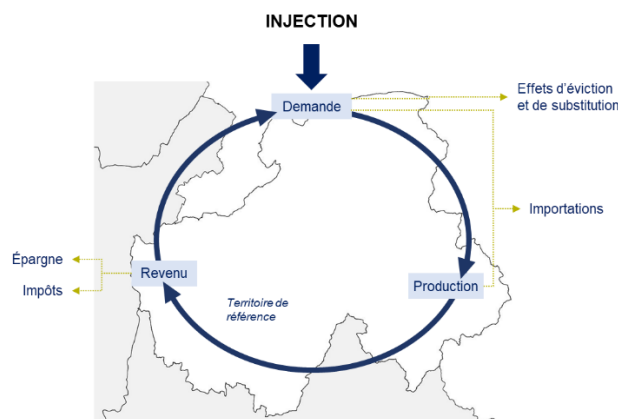 INJECTION
Demande
Effets d'éviction
et de substitution
Importations
Épargne
Impôts
Revenu
Production
Territoire de
référence